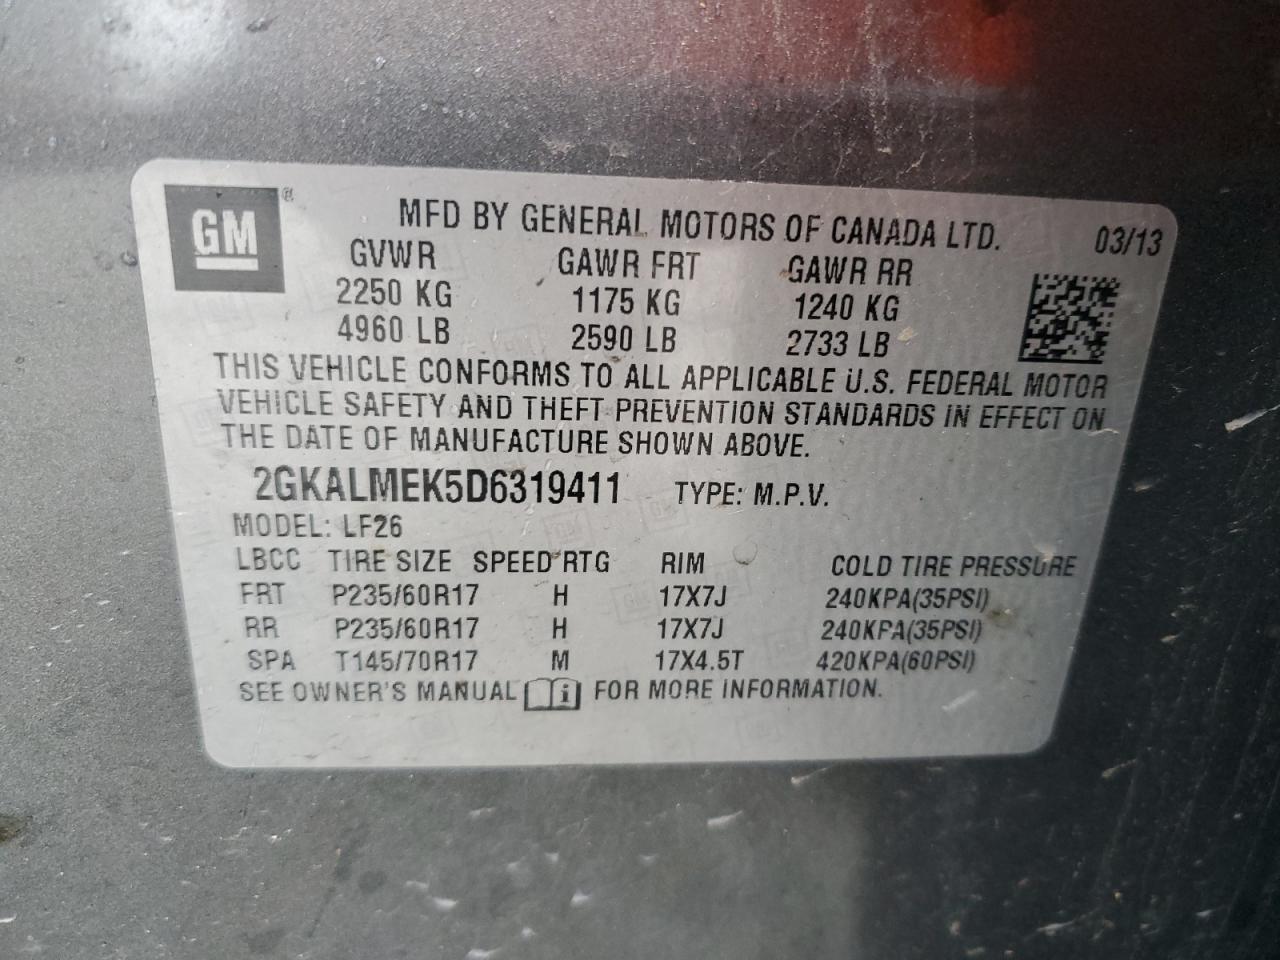 GM ®
MFD BY GENERAL MOTORS OF CANADA LTD. 03/13
GVWR GAWR FRT GAWR RR
2250 KG 1175 KG 1240 KG
4960 LB 2590 LB 2733 LB
THIS VEHICLE CONFORMS TO ALL APPLICABLE U.S. FEDERAL MOTOR
VEHICLE SAFETY AND THEFT PREVENTION STANDARDS IN EFFECT ON
THE DATE OF MANUFACTURE SHOWN ABOVE.
2GKALMEK5D6319411 TYPE: M.P.V.
MODEL: LF26
LBCC TIRE SIZE SPEED RTG RIM COLD TIRE PRESSURE
FRT P235/60R17 H 17X7J 240KPA(35PSI)
RR P235/60R17 H 17X7J 240KPA(35PSI)
SPA T145/70R17 M 17X4.5T 420KPA(60PSI)
SEE OWNER'S MANUAL i FOR MORE INFORMATION.